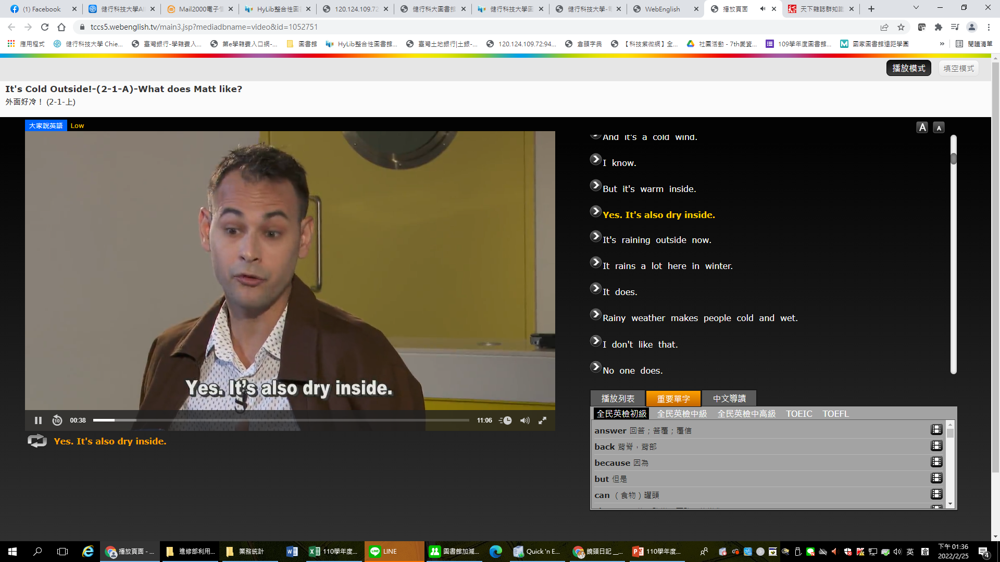 (1) Facebook
健行科技大學AI
Mail2000電子信
HyLib整合性圖書
120.124.109.72
健行科大圖書館
健行科技大學圖
健行科技大學-
WebEnglish
播放頁面
天下雜誌群知識
tccs5.webenglish.tv/main3.jsp?mediadbname=video&id=1052751
應用程式
健行科技大學 Chie...
臺灣銀行-學雜費入...
第e學雜費入口網-...
圖書館
HyLib整合性圖書館...
臺灣土地銀行|土銀-...
120.124.109.72:94...
倉頡字典
【科技紫微網】全...
社團活動 - 7th愛資...
109學年度圖書館...
國家圖書館遠距學園
»
閱讀清單
播放模式
填空模式
It's Cold Outside!-(2-1-A)-What does Matt like?
外面好冷！ (2-1-上)
大家說英語 Low
A A
And it's a cold wind.
I know.
But it's warm inside.
Yes. It's also dry inside.
It's raining outside now.
It rains a lot here in winter.
It does.
Rainy weather makes people cold and wet.
I don't like that.
No one does.
Yes. It's also dry inside.
10
00:38
11:06
Yes. It's also dry inside.
播放列表
重要單字
中文導讀
全民英檢初級
全民英檢中級
全民英檢中高級
TOEIC
TOEFL
answer 回答；答覆；覆信
back 背脊，背部
because 因為
but 但是
can （食物）罐頭
播放頁面 - ...
進修部利用...
業務統計
110學年度...
LINE
圖書館加減...
Quick 'n E...
鏡頭日記 __...
110學年度...
英
倉
下午 01:36
2022/2/25
4